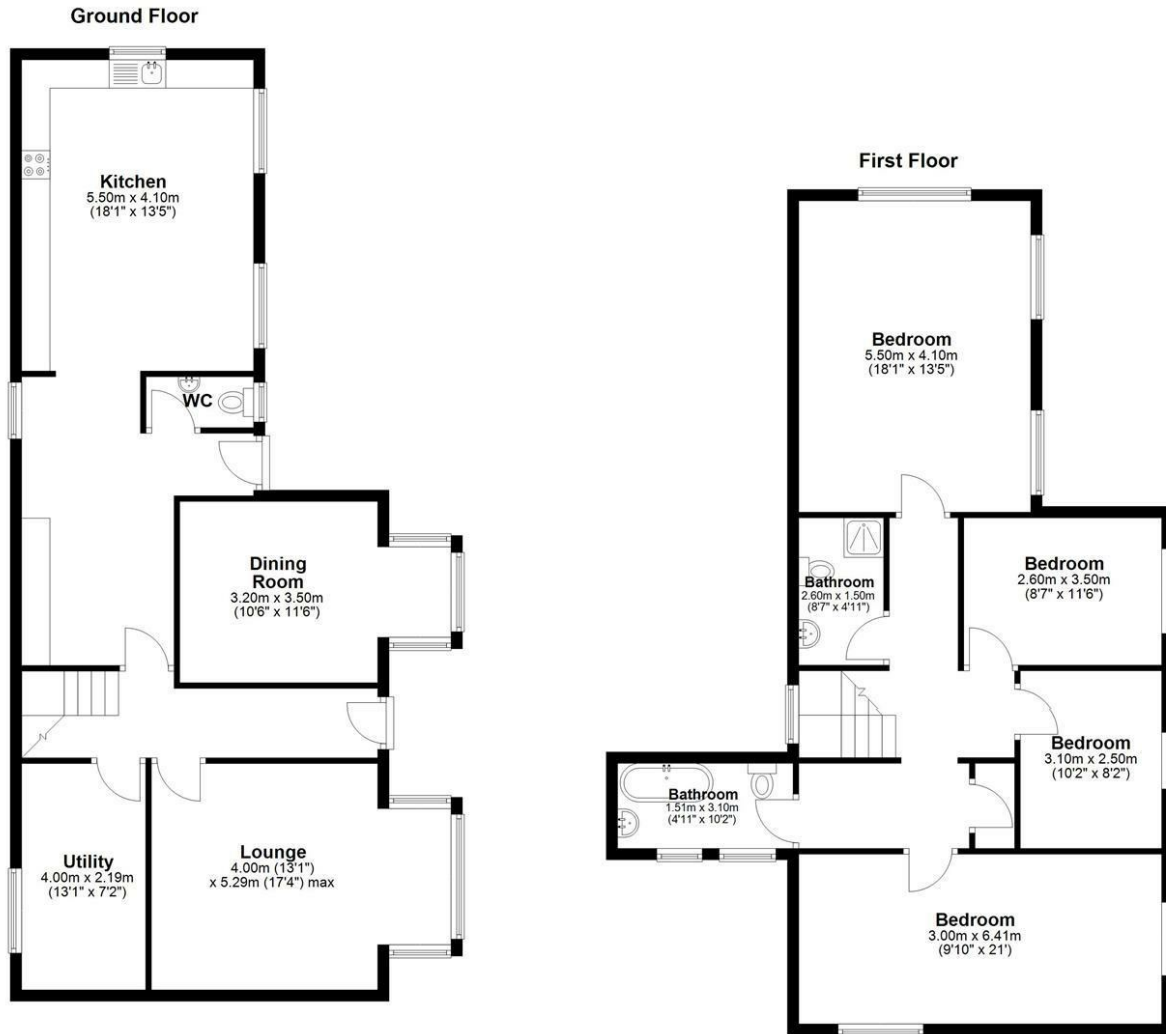 Ground Floor
Kitchen
5.50m x 4.10m
(18'1" x 13'5")
WC
Dining
Room
3.20m x 3.50m
(10'6" x 11'6")
Utility
4.00m x 2.19m
(13'1" x 7'2")
Lounge
4.00m (13'1")
x 5.29m (17'4") max
First Floor
Bedroom
5.50m x 4.10m
(18'1" x 13'5")
Bathroom
2.60m x 1.50m
(8'7" x 4'11")
Bedroom
2.60m x 3.50m
(8'7" x 11'6")
Bedroom
3.10m x 2.50m
(10'2" x 8'2")
Bathroom
1.51m x 3.10m
(4'11" x 10'2")
Bedroom
3.00m x 6.41m
(9'10" x 21')